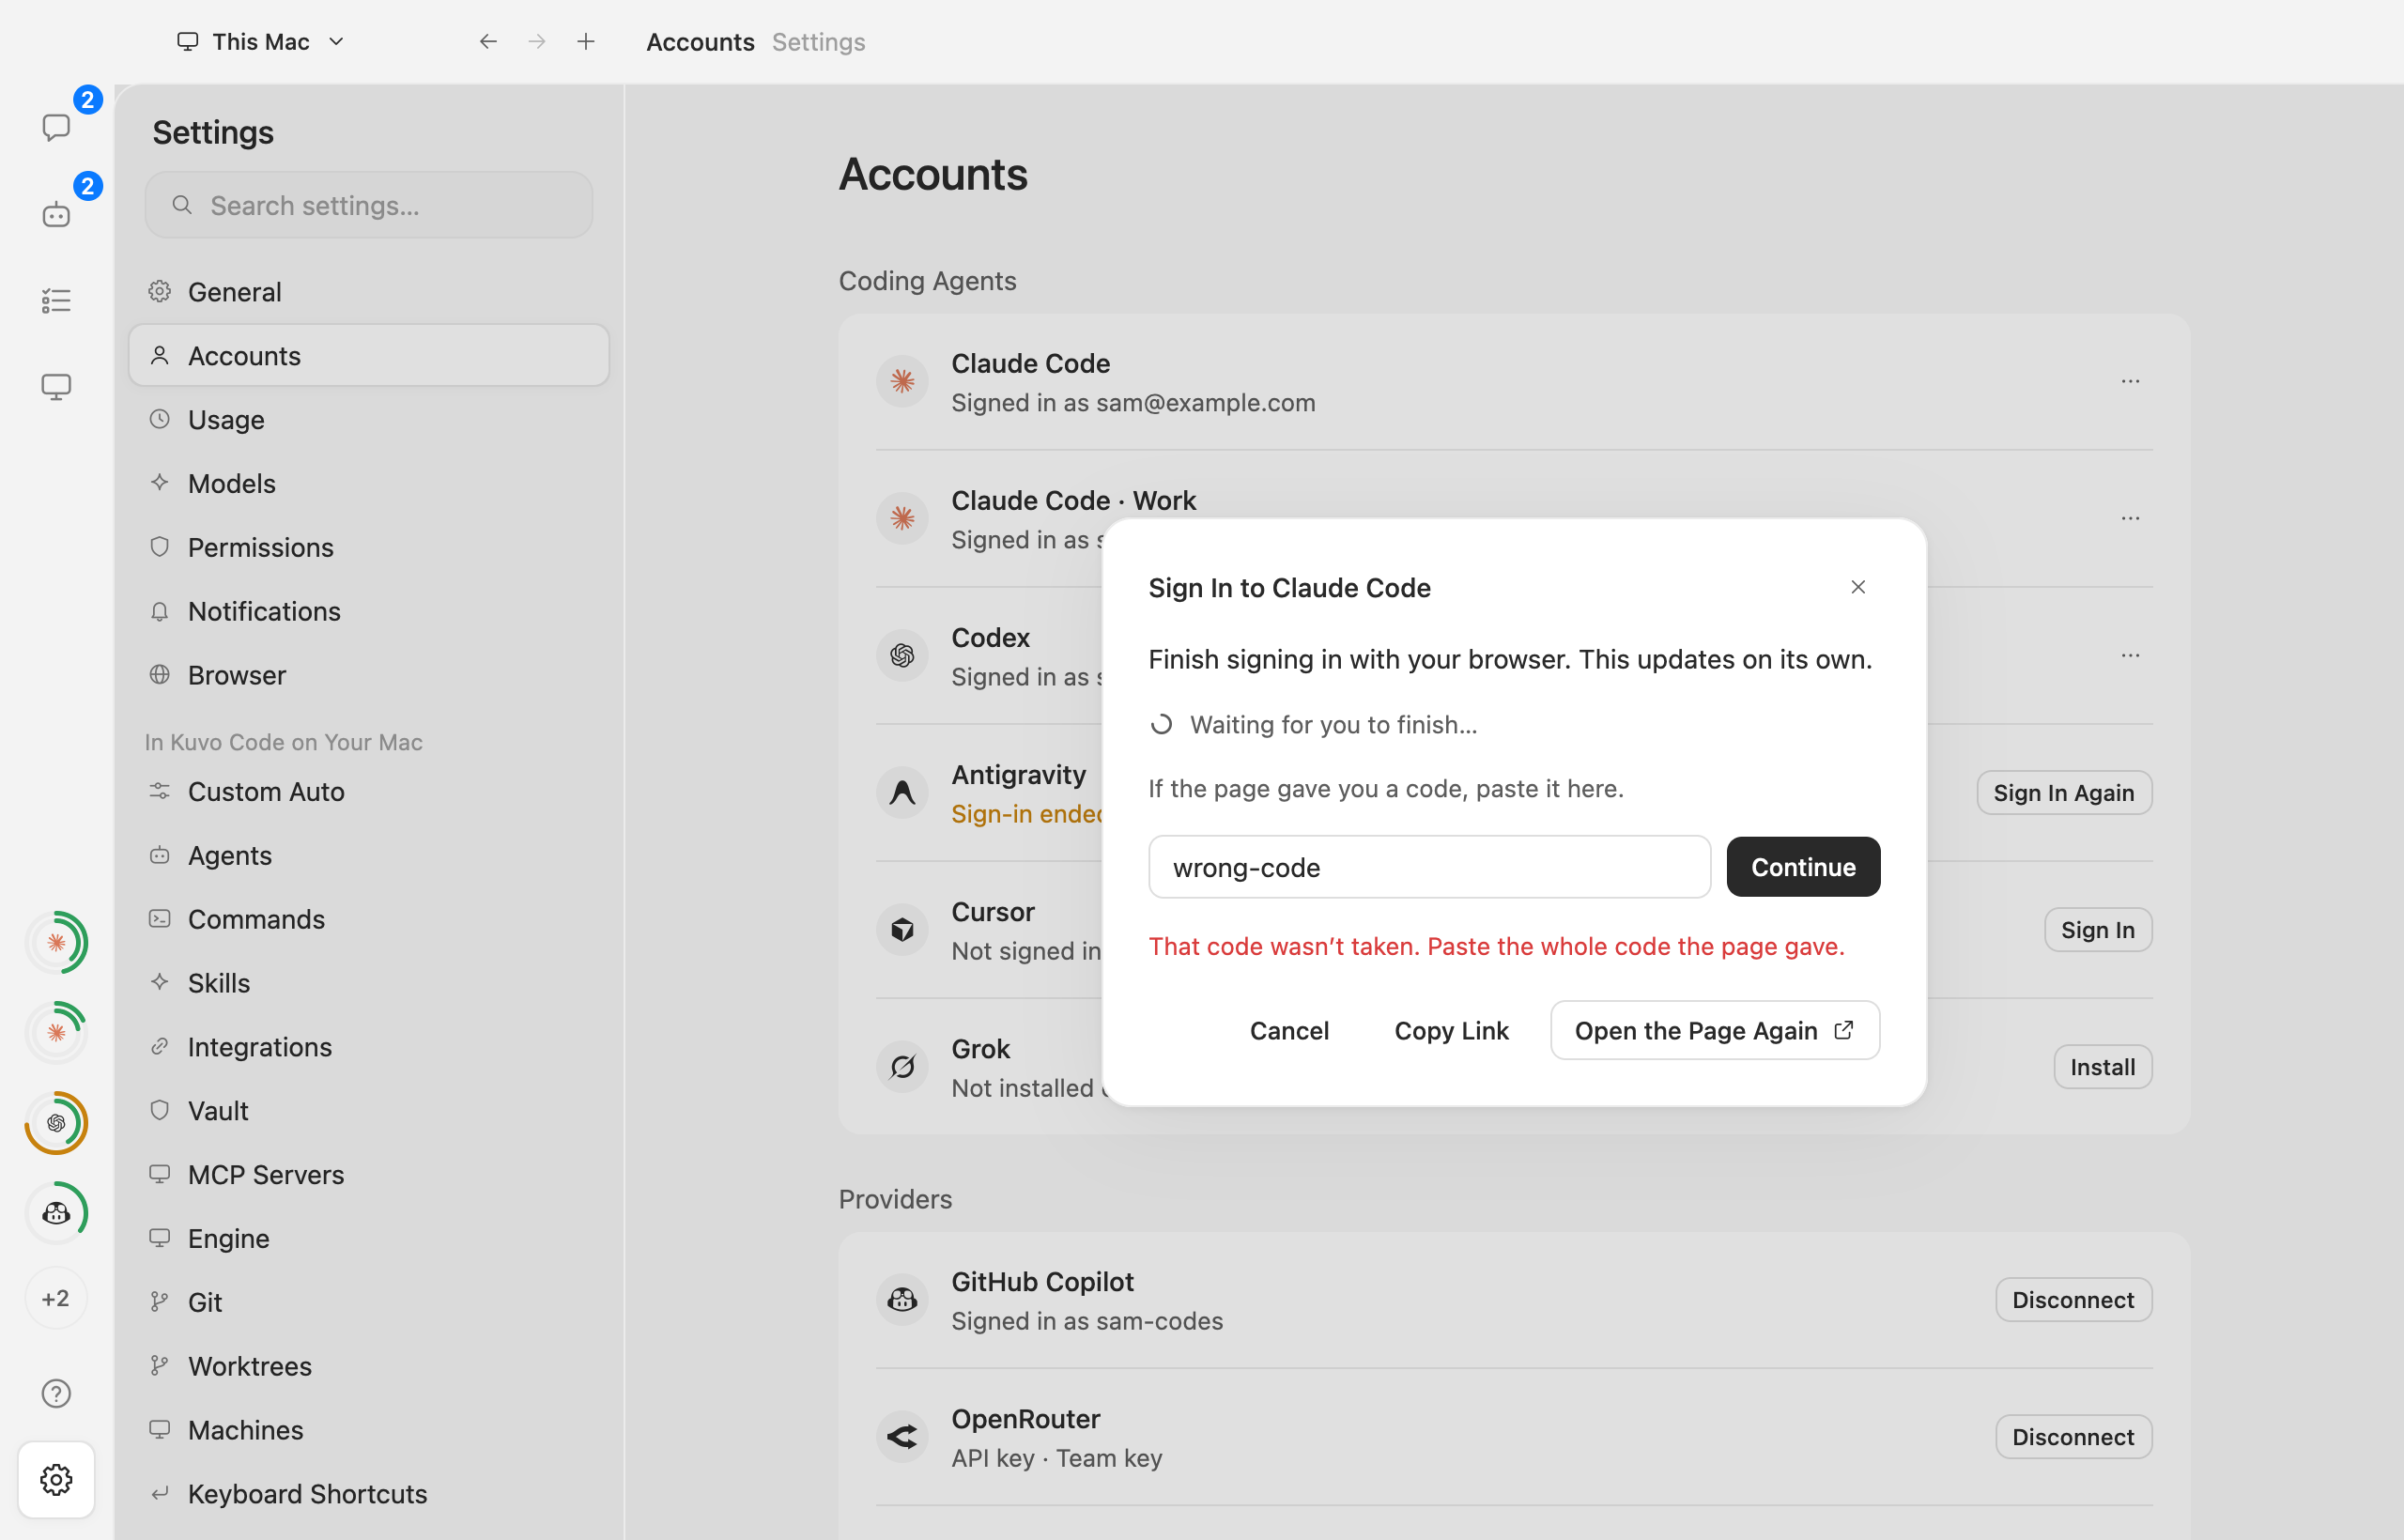 This Mac
Accounts Settings
2
2
Settings
Search settings...
General
Accounts
Usage
Models
Permissions
Notifications
Browser
In Kuvo Code on Your Mac
Custom Auto
Agents
Commands
Skills
Integrations
Vault
MCP Servers
Engine
Git
Worktrees
Machines
Keyboard Shortcuts
+2
Accounts
Coding Agents
Claude Code
Signed in as sam@example.com
Claude Code · Work
Signed in as
Codex
Signed in as
Antigravity
Sign-in ended
Sign In Again
Cursor
Not signed in
Sign In
Grok
Not installed
Install
Sign In to Claude Code
Finish signing in with your browser. This updates on its own.
Waiting for you to finish...
If the page gave you a code, paste it here.
wrong-code
Continue
That code wasn’t taken. Paste the whole code the page gave.
Cancel
Copy Link
Open the Page Again
Providers
GitHub Copilot
Signed in as sam-codes
Disconnect
OpenRouter
API key · Team key
Disconnect